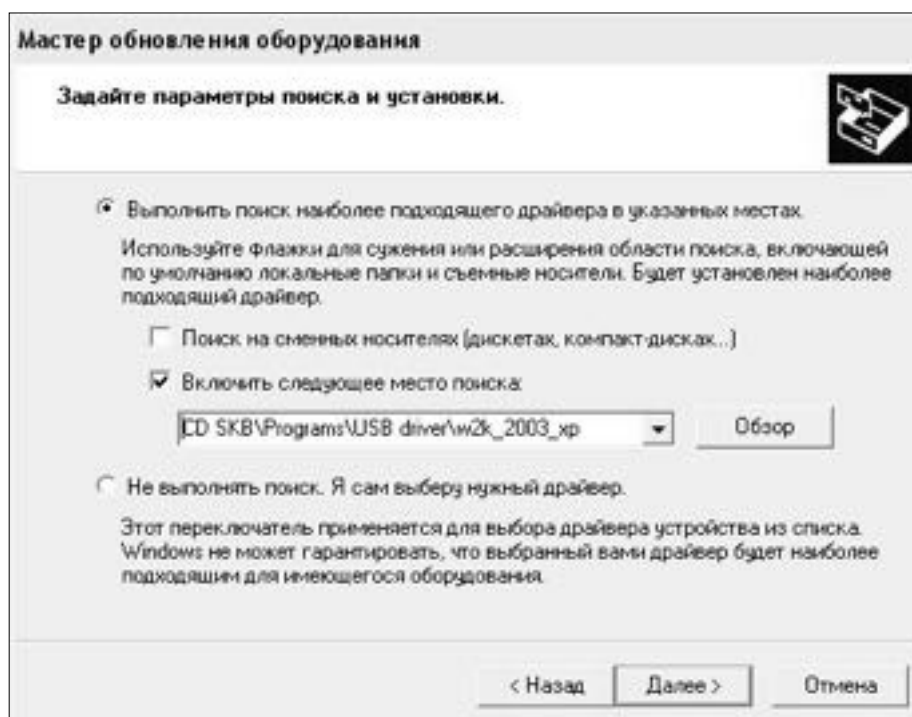 Мастер обновления оборудования
Задайте параметры поиска и установки.
Выполнить поиск наиболее подходящего драйвера в указанных местах.
Используйте флажки для сужения или расширения области поиска, включающей
по умолчанию локальные папки и съемные носители. Будет установлен наиболее
подходящий драйвер.
Поиск на сменных носителях (дискетах, компакт-дисках...)
Включить следующее место поиска:
CD SKB\Programs\USB driver\w2k_2003_xp
Обзор
Не выполнять поиск. Я сам выберу нужный драйвер.
Этот переключатель применяется для выбора драйвера устройства из списка.
Windows не может гарантировать, что выбранный вами драйвер будет наиболее
подходящим для имеющегося оборудования.
< Назад Далее > Отмена